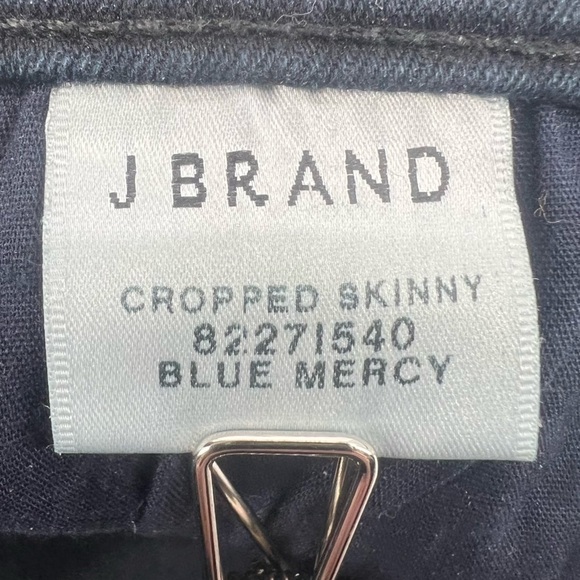 J BRAND
CROPPED SKINNY
82271540
BLUE MERCY